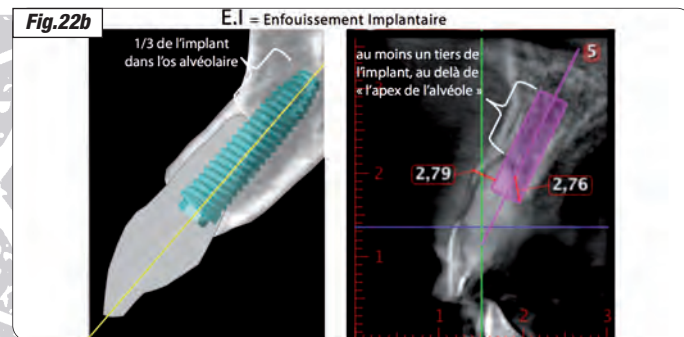 Fig.22b
E.I = Enfouissement Implantaire
1/3 de l'implant
dans l'os alvéolaire
au moins un tiers de
l'implant, au delà de
« l'apex de l'alvéole »
5
2,79
2,76
2
1
1
2
3